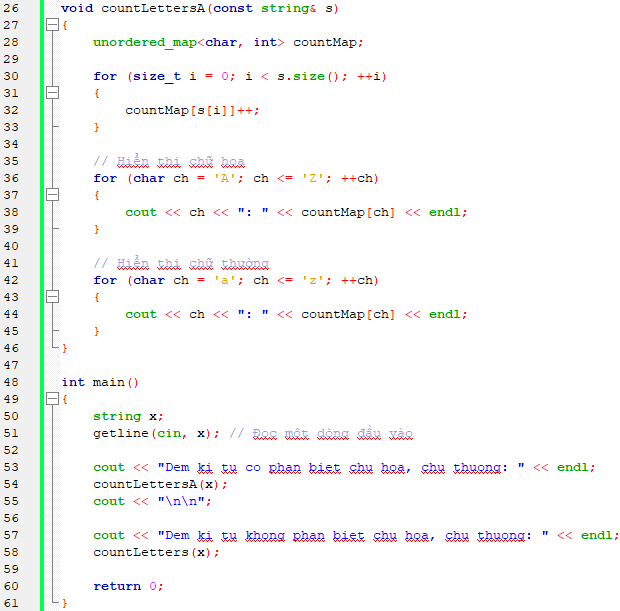 26 void countLettersA(const string& s)
27 {
28     unordered_map<char, int> countMap;
29
30     for (size_t i = 0; i < s.size(); ++i)
31     {
32         countMap[s[i]]++;
33     }
34
35     // Hiển thị chữ hoa
36     for (char ch = 'A'; ch <= 'Z'; ++ch)
37     {
38         cout << ch << ": " << countMap[ch] << endl;
39     }
40
41     // Hiển thị chữ thường
42     for (char ch = 'a'; ch <= 'z'; ++ch)
43     {
44         cout << ch << ": " << countMap[ch] << endl;
45     }
46 }
47
48 int main()
49 {
50     string x;
51     getline(cin, x); // Đọc một dòng đầu vào
52
53     cout << "Dem ki tu co phan biet chu hoa, chu thuong: " << endl;
54     countLettersA(x);
55     cout << "\n\n";
56
57     cout << "Dem ki tu khong phan biet chu hoa, chu thuong: " << endl;
58     countLetters(x);
59
60     return 0;
61 }